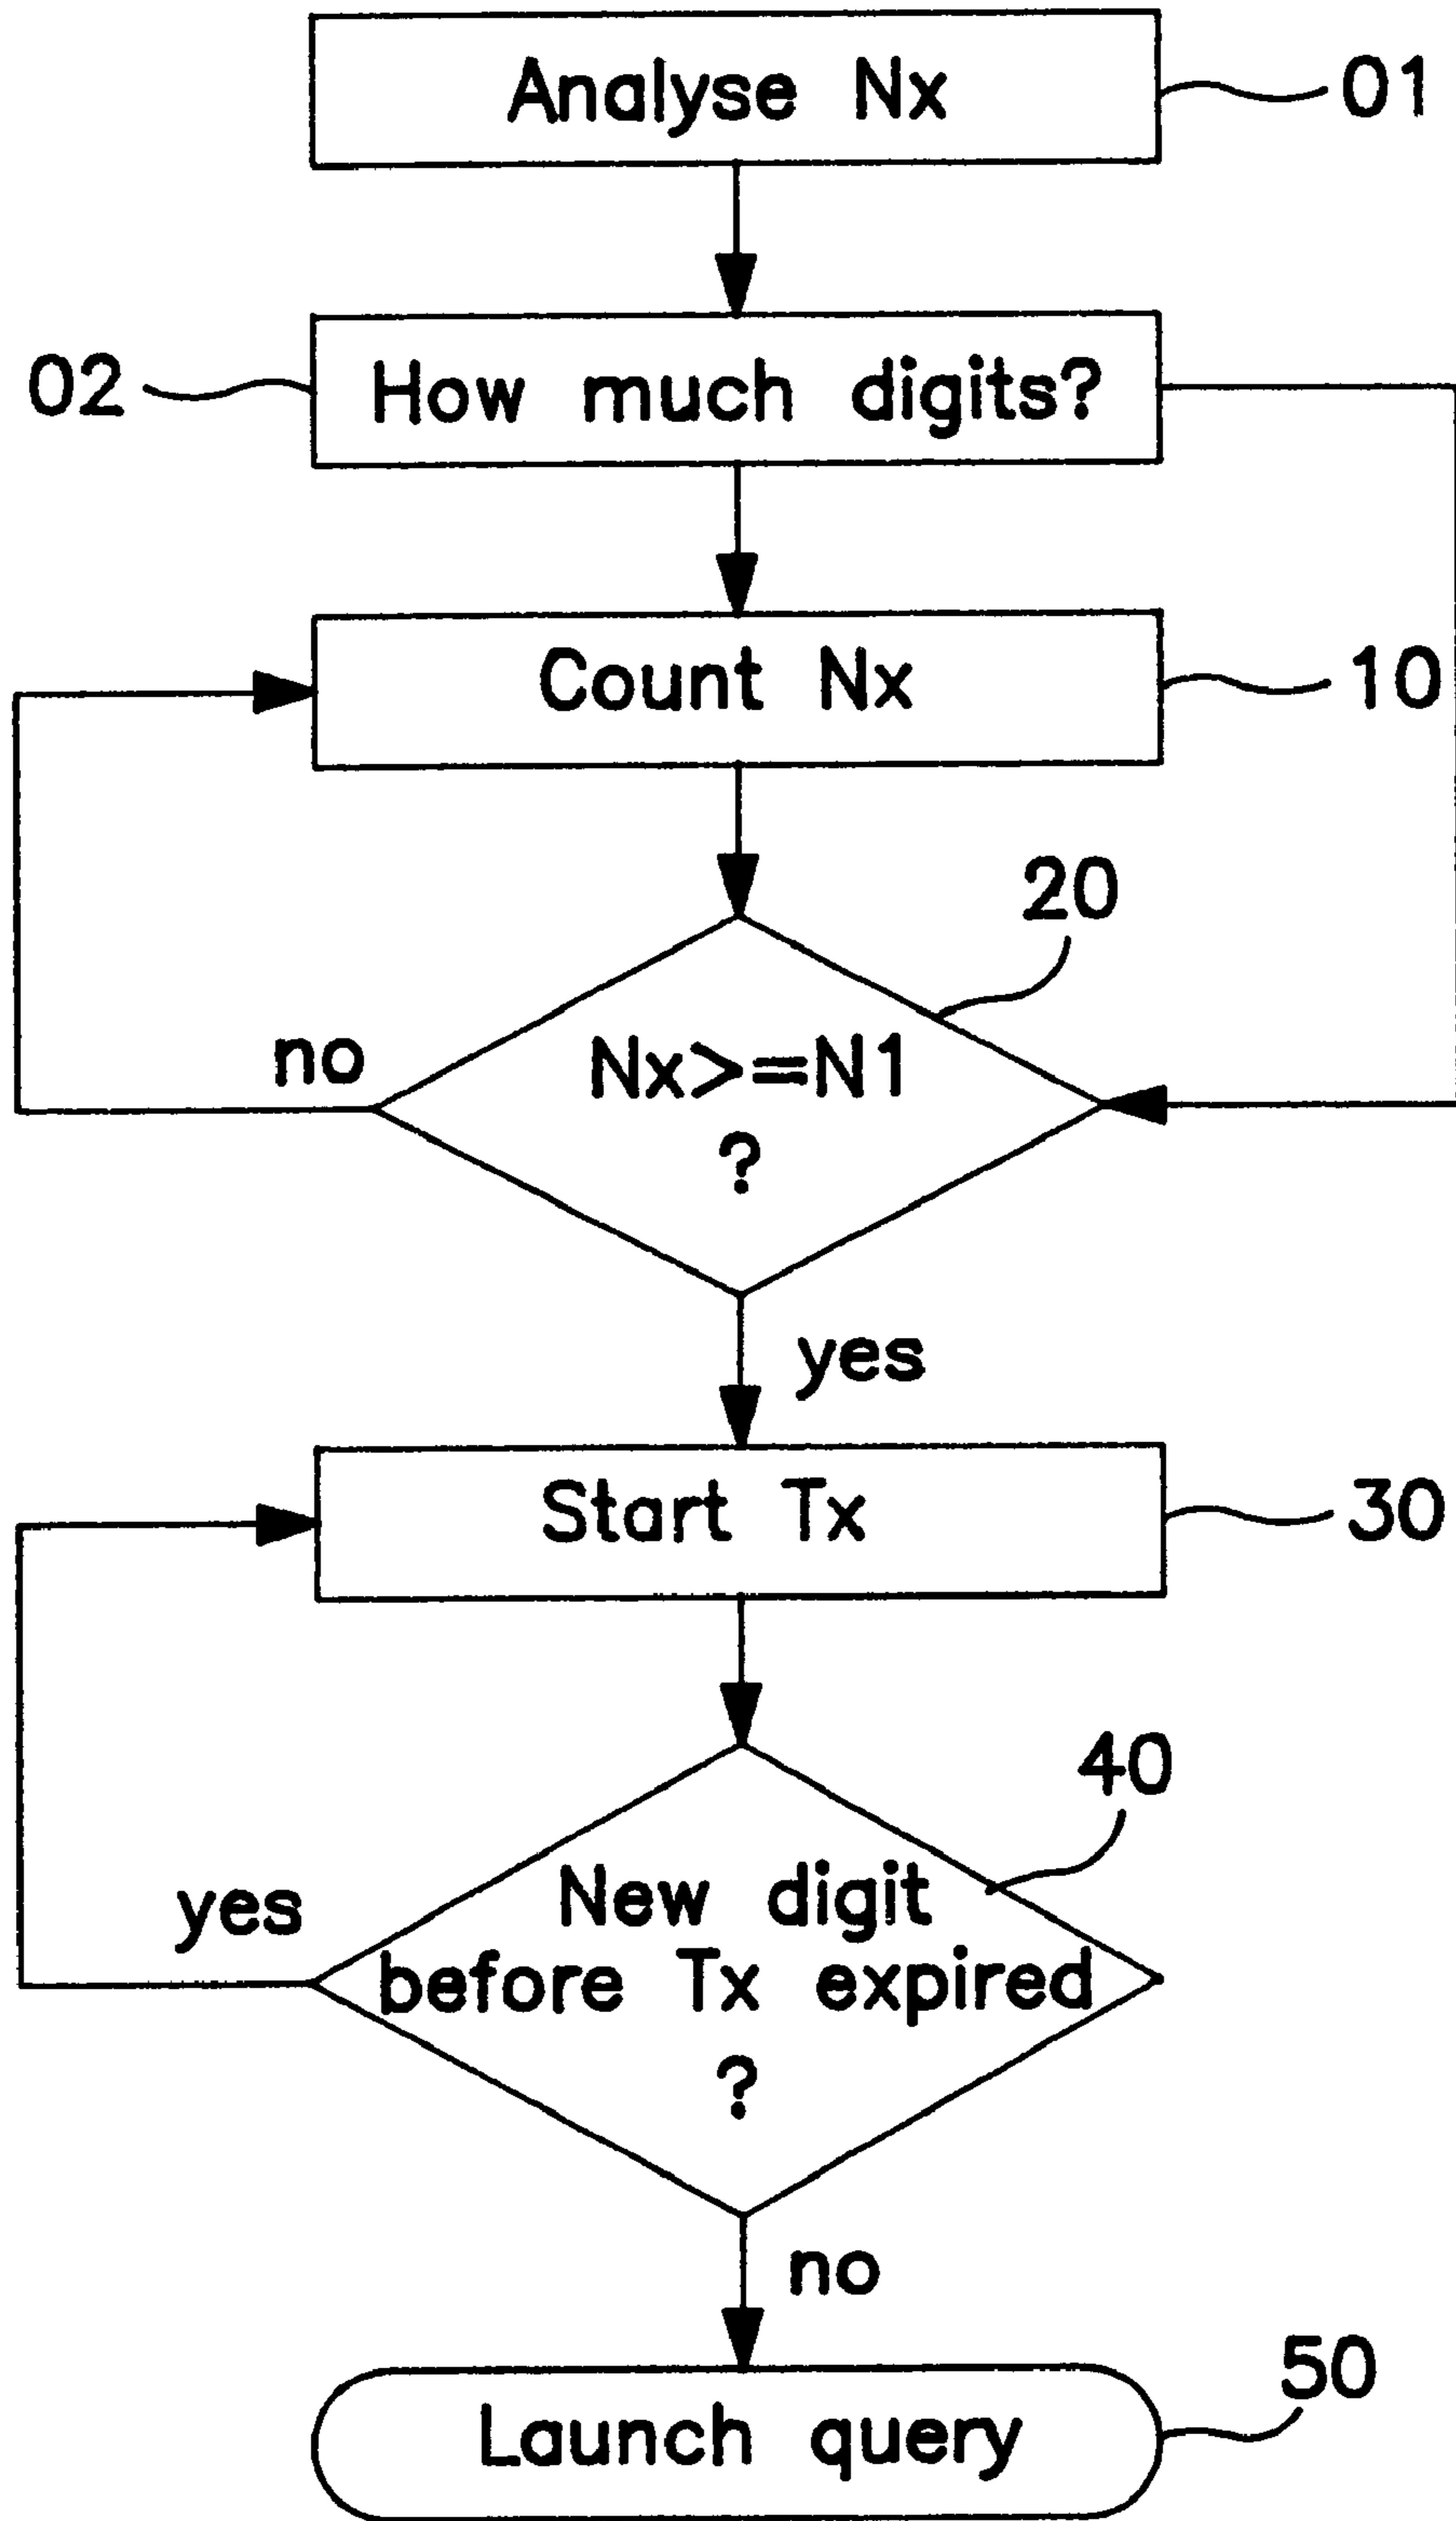 Analyse Nx
01
02
How much digits?
Count Nx
10
20
no
Nx>=N1
?
yes
Start Tx
30
40
yes
New digit
before Tx expired
?
no
50
Launch query